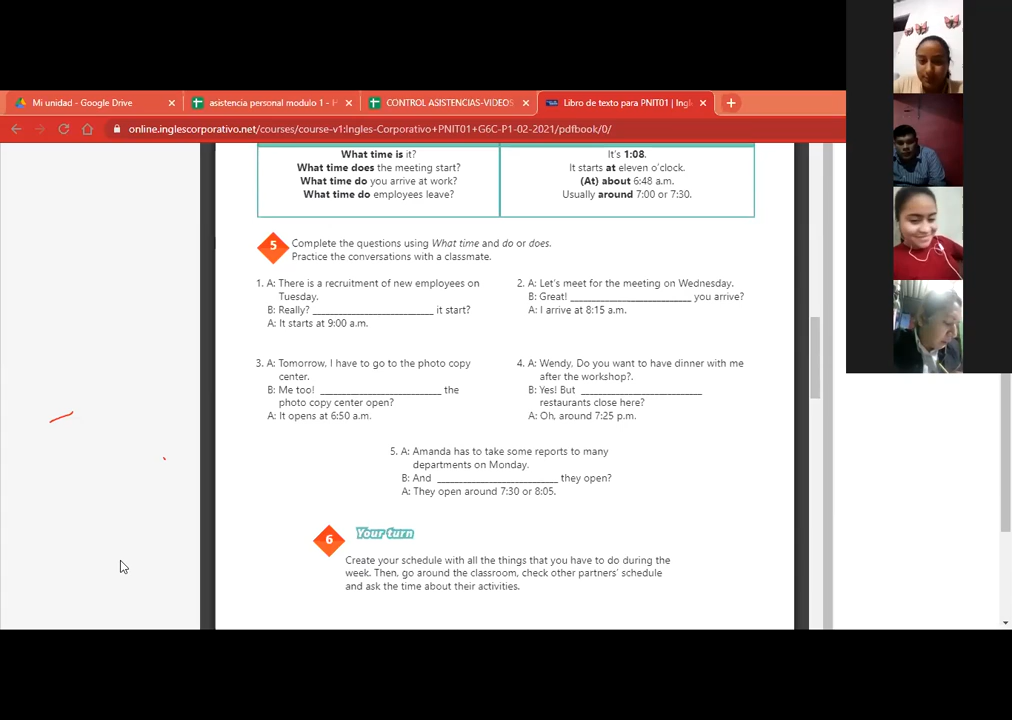 Mi unidad - Google Drive
asistencia personal modulo 1 -
CONTROL ASISTENCIAS-VIDEOS
Libro de texto para PNIT01 | Ingl
online.inglescorporativo.net/courses/course-v1:Ingles-Corporativo+PNIT01+G6C-P1-02-2021/pdfbook/0/
What time is it?
What time does the meeting start?
What time do you arrive at work?
What time do employees leave?
It's 1:08.
It starts at eleven o'clock.
(At) about 6:48 a.m.
Usually around 7:00 or 7:30.
5
Complete the questions using What time and do or does.
Practice the conversations with a classmate.
1. A: There is a recruitment of new employees on
Tuesday.
B: Really? _________________________ it start?
A: It starts at 9:00 a.m.
2. A: Let's meet for the meeting on Wednesday.
B: Great! _________________________ you arrive?
A: I arrive at 8:15 a.m.
3. A: Tomorrow, I have to go to the photo copy
center.
B: Me too! _________________________ the
photo copy center open?
A: It opens at 6:50 a.m.
4. A: Wendy, Do you want to have dinner with me
after the workshop?.
B: Yes! But _________________________
restaurants close here?
A: Oh, around 7:25 p.m.
5. A: Amanda has to take some reports to many
departments on Monday.
B: And _________________________ they open?
A: They open around 7:30 or 8:05.
6
Your turn
Create your schedule with all the things that you have to do during the
week. Then, go around the classroom, check other partners' schedule
and ask the time about their activities.